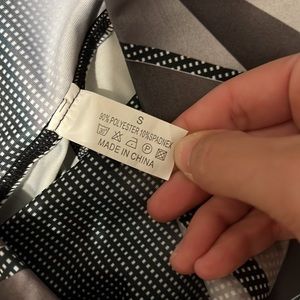 S
90% POLYESTER 10% SPADNEX
MADE IN CHINA